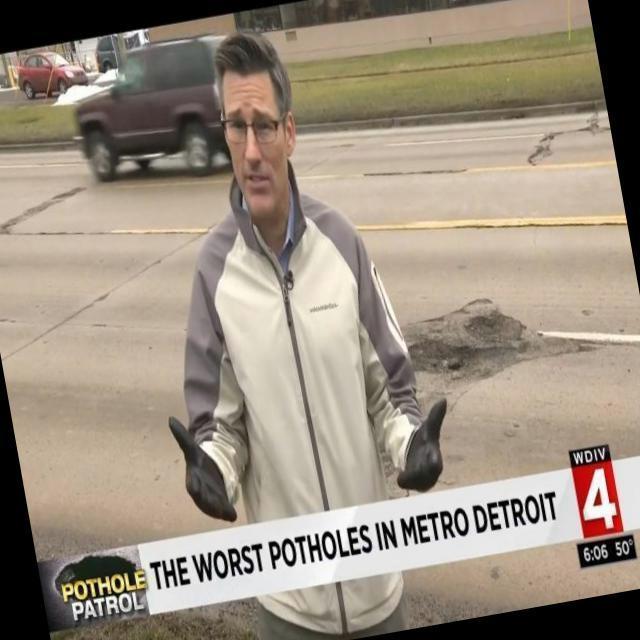 WDIV
4
THE WORST POTHOLES IN METRO DETROIT
6:06 50°
POTHOLE
PATROL